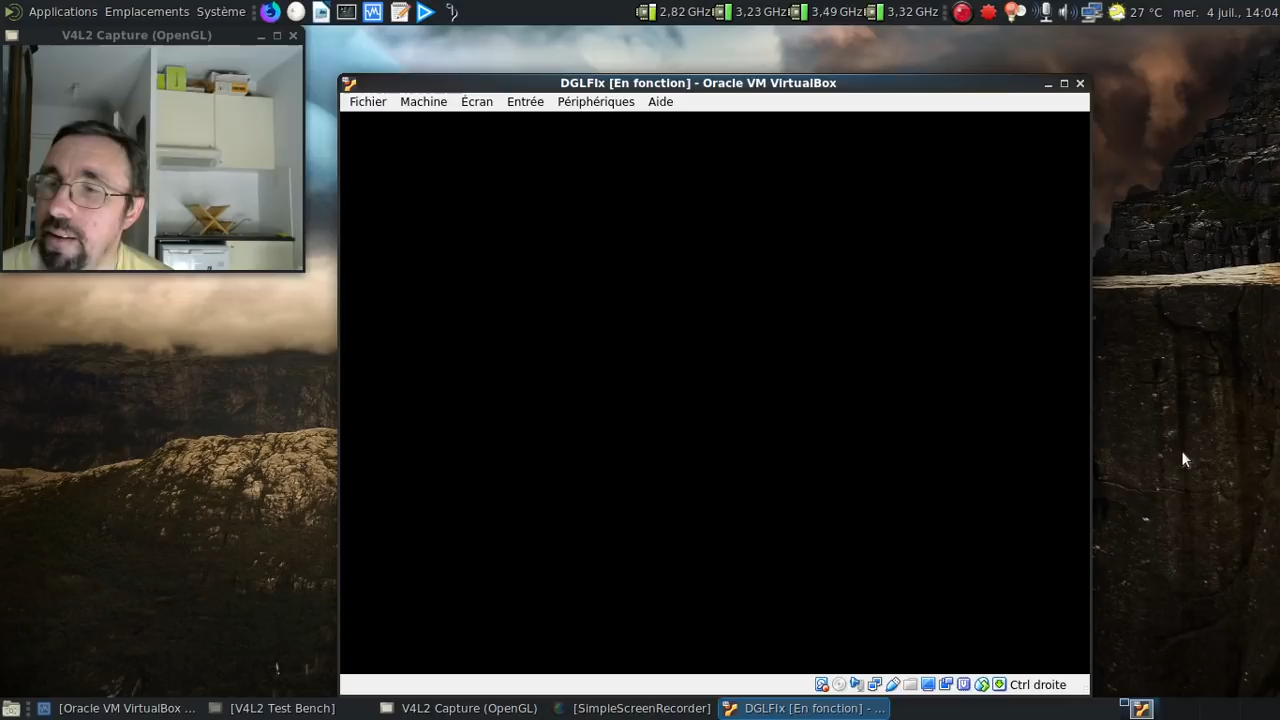 Applications Emplacements Système 2,82 GHz 3,23 GHz 3,49 GHz 3,32 GHz 27 °C mer. 4 juil., 14:04
V4L2 Capture (OpenGL)
DGLFIx [En fonction] - Oracle VM VirtualBox
Fichier Machine Écran Entrée Périphériques Aide
Ctrl droite
[Oracle VM VirtualBox ... [V4L2 Test Bench] V4L2 Capture (OpenGL) [SimpleScreenRecorder] DGLFIx [En fonction] - ...